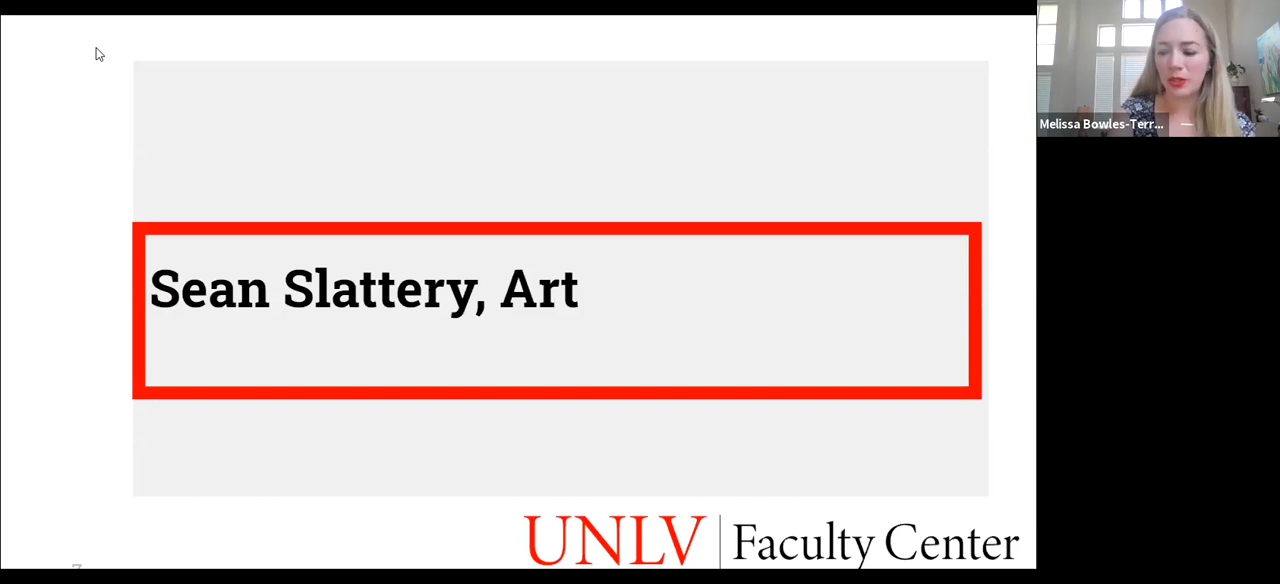 Sean Slattery, Art
UNLV | Faculty Center
Melissa Bowles-Terr...